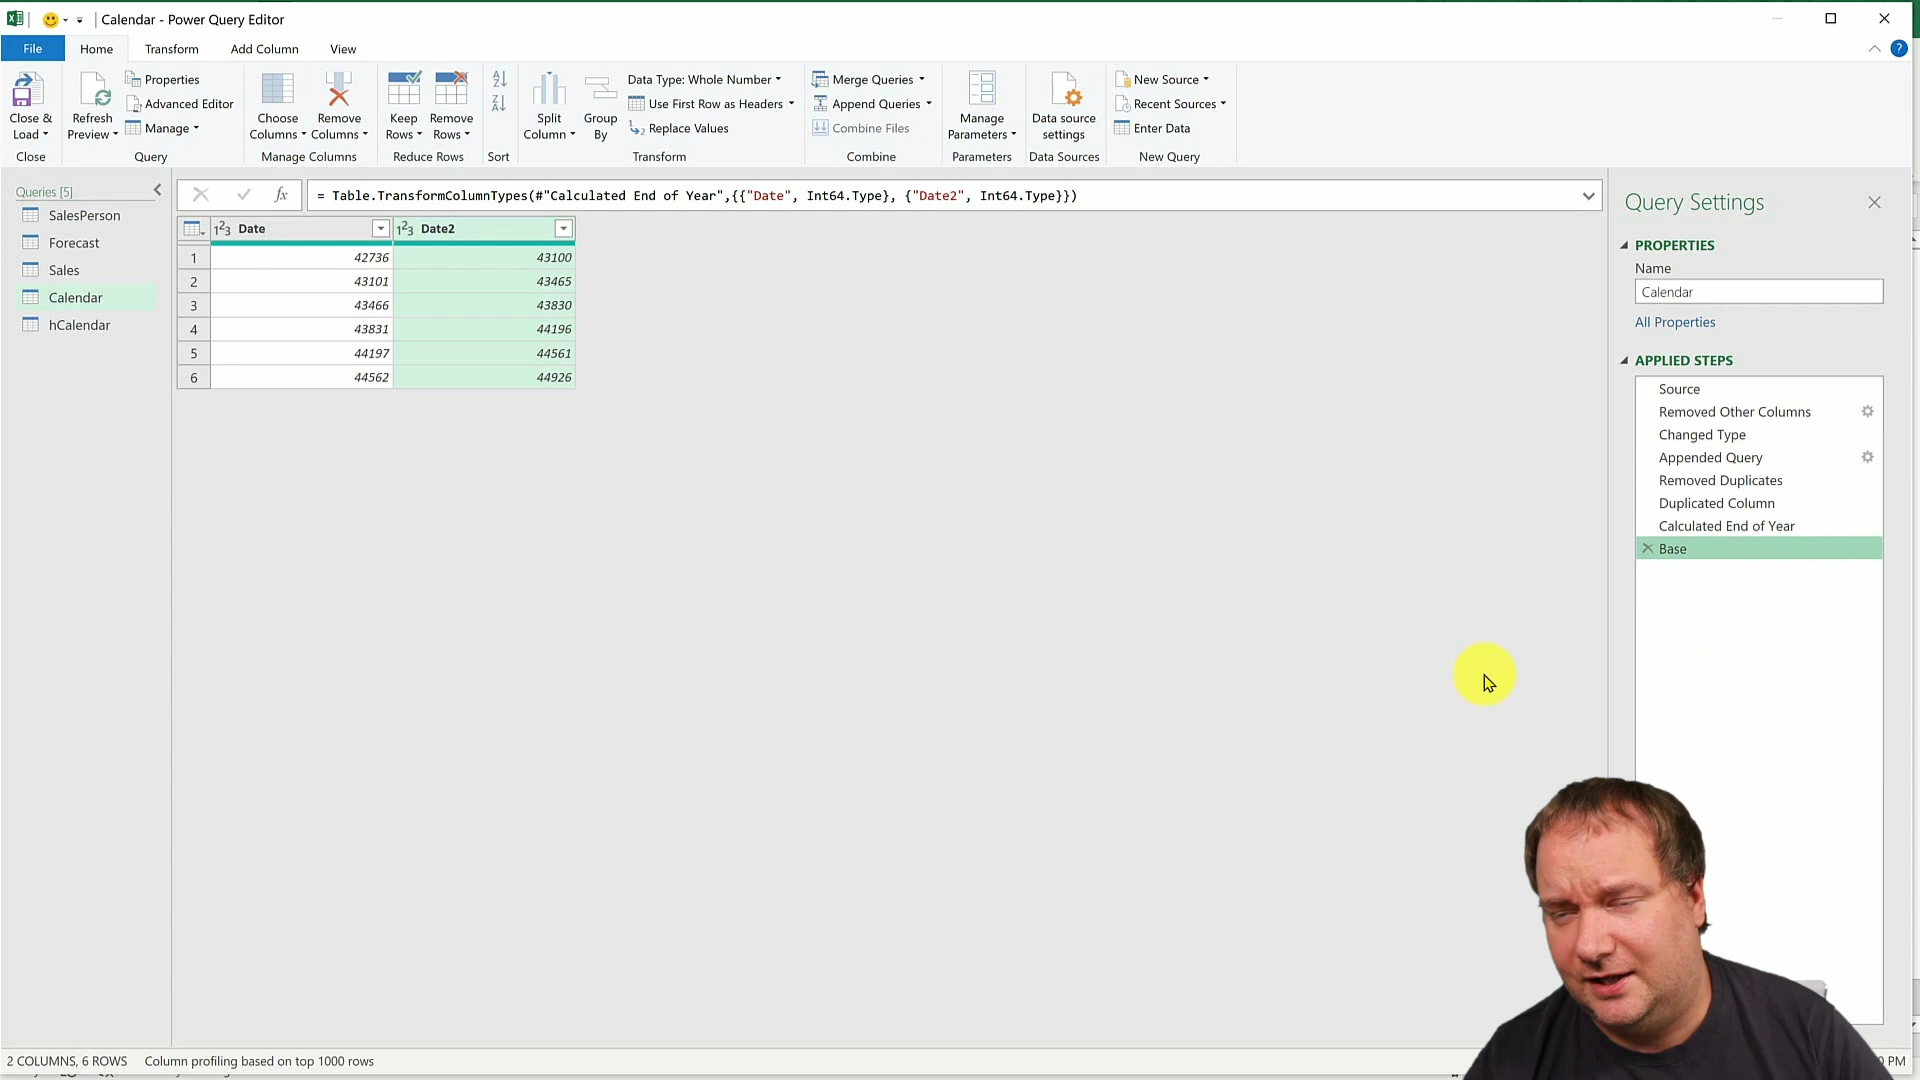 Calendar - Power Query Editor
File Home Transform Add Column View
Close & Load
Refresh Preview
Properties
Advanced Editor
Manage
Choose Columns
Remove Columns
Keep Rows
Remove Rows
Split Column
Group By
Data Type: Whole Number
Use First Row as Headers
Replace Values
Merge Queries
Append Queries
Combine Files
Manage Parameters
Data source settings
New Source
Recent Sources
Enter Data
Close Query Manage Columns Reduce Rows Sort Transform Combine Parameters Data Sources New Query
Queries [5]
SalesPerson
Forecast
Sales
Calendar
hCalendar
fx = Table.TransformColumnTypes(#"Calculated End of Year",{{"Date", Int64.Type}, {"Date2", Int64.Type}})
123 Date 123 Date2
1 42736 43100
2 43101 43465
3 43466 43830
4 43831 44196
5 44197 44561
6 44562 44926
Query Settings
PROPERTIES
Name
Calendar
All Properties
APPLIED STEPS
Source
Removed Other Columns
Changed Type
Appended Query
Removed Duplicates
Duplicated Column
Calculated End of Year
Base
2 COLUMNS, 6 ROWS Column profiling based on top 1000 rows
PM